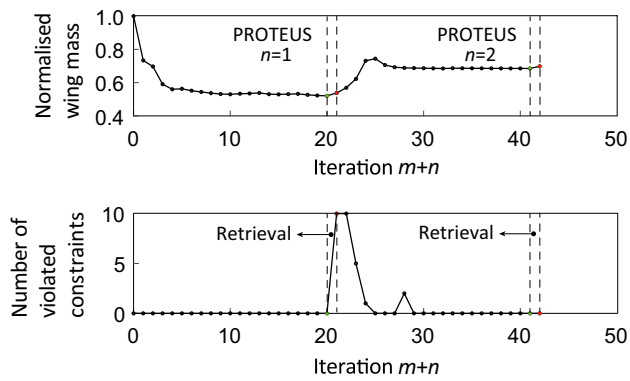 Normalised
wing mass
1.0
0.8
0.6
0.4
PROTEUS
n=1
PROTEUS
n=2
0
10
20
30
40
50
Iteration m+n
Number of
violated
constraints
10
5
0
Retrieval
Retrieval
0
10
20
30
40
50
Iteration m+n